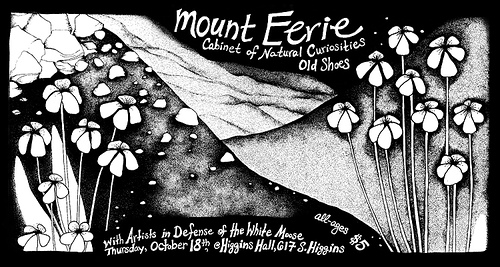 Mount Eerie
Cabinet of Natural Curiosities
Old Shoes
all-ages $5
With Artists in Defense of the White Moose
Thursday, October 18th, @ Higgins Hall, 617 S. Higgins